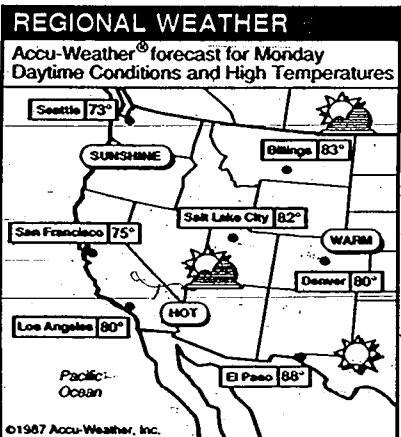 REGIONAL WEATHER
Accu-Weather® forecast for Monday
Daytime Conditions and High Temperatures
Seattle 73°
SUNSHINE
Billings 83°
Salt Lake City 82°
San Francisco 75°
WARM
Denver 80°
HOT
Los Angeles 80°
El Paso 88°
Pacific
Ocean
©1987 Accu-Weather, Inc.